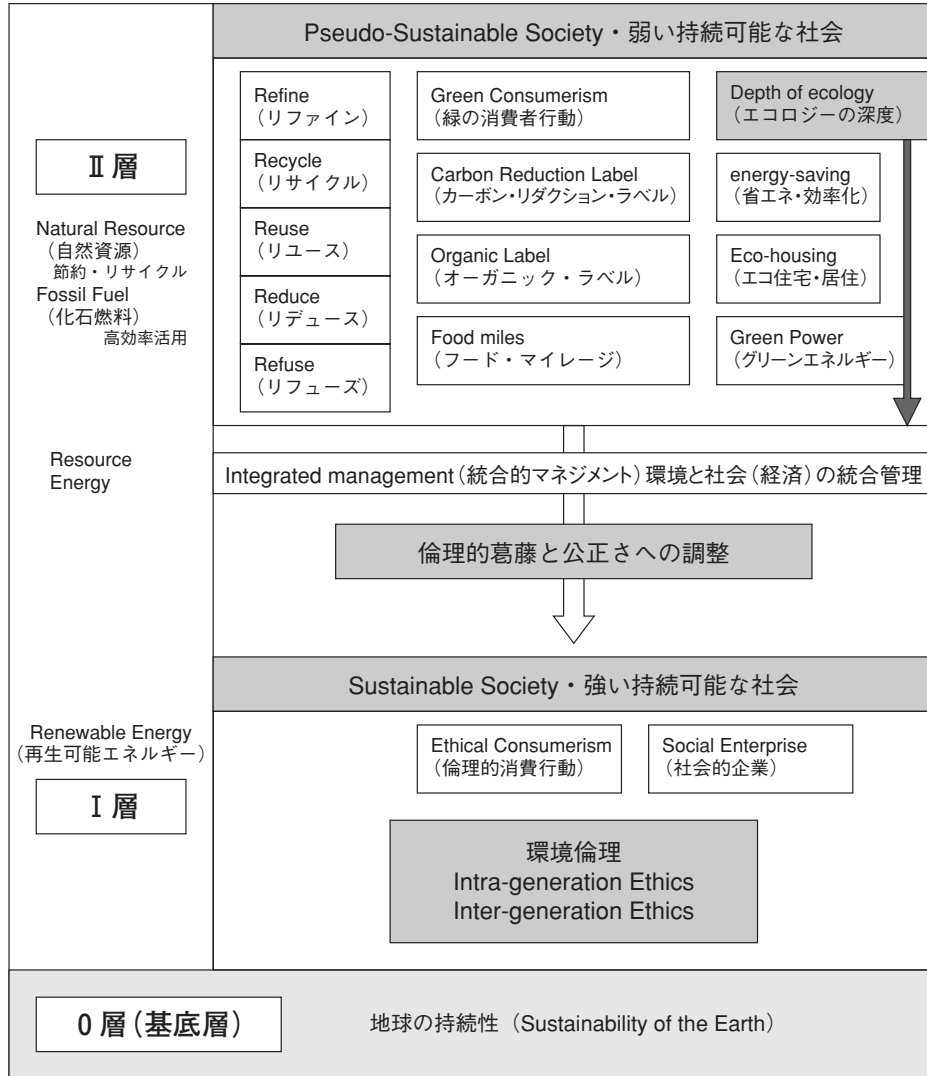 Pseudo-Sustainable Society・弱い持続可能な社会
Ⅱ層
Natural Resource
（自然資源）
節約・リサイクル
Fossil Fuel
（化石燃料）
高効率活用
Refine
（リファイン）
Recycle
（リサイクル）
Reuse
（リユース）
Reduce
（リデュース）
Refuse
（リフューズ）
Green Consumerism
（緑の消費者行動）
Carbon Reduction Label
（カーボン・リダクション・ラベル）
Organic Label
（オーガニック・ラベル）
Food miles
（フード・マイレージ）
Depth of ecology
（エコロジーの深度）
energy-saving
（省エネ・効率化）
Eco-housing
（エコ住宅・居住）
Green Power
（グリーンエネルギー）
Resource
Energy
Integrated management（統合的マネジメント）環境と社会（経済）の統合管理
倫理的葛藤と公正さへの調整
Sustainable Society・強い持続可能な社会
Renewable Energy
（再生可能エネルギー）
Ⅰ層
Ethical Consumerism
（倫理的消費行動）
Social Enterprise
（社会的企業）
環境倫理
Intra-generation Ethics
Inter-generation Ethics
0層（基底層）
地球の持続性（Sustainability of the Earth）